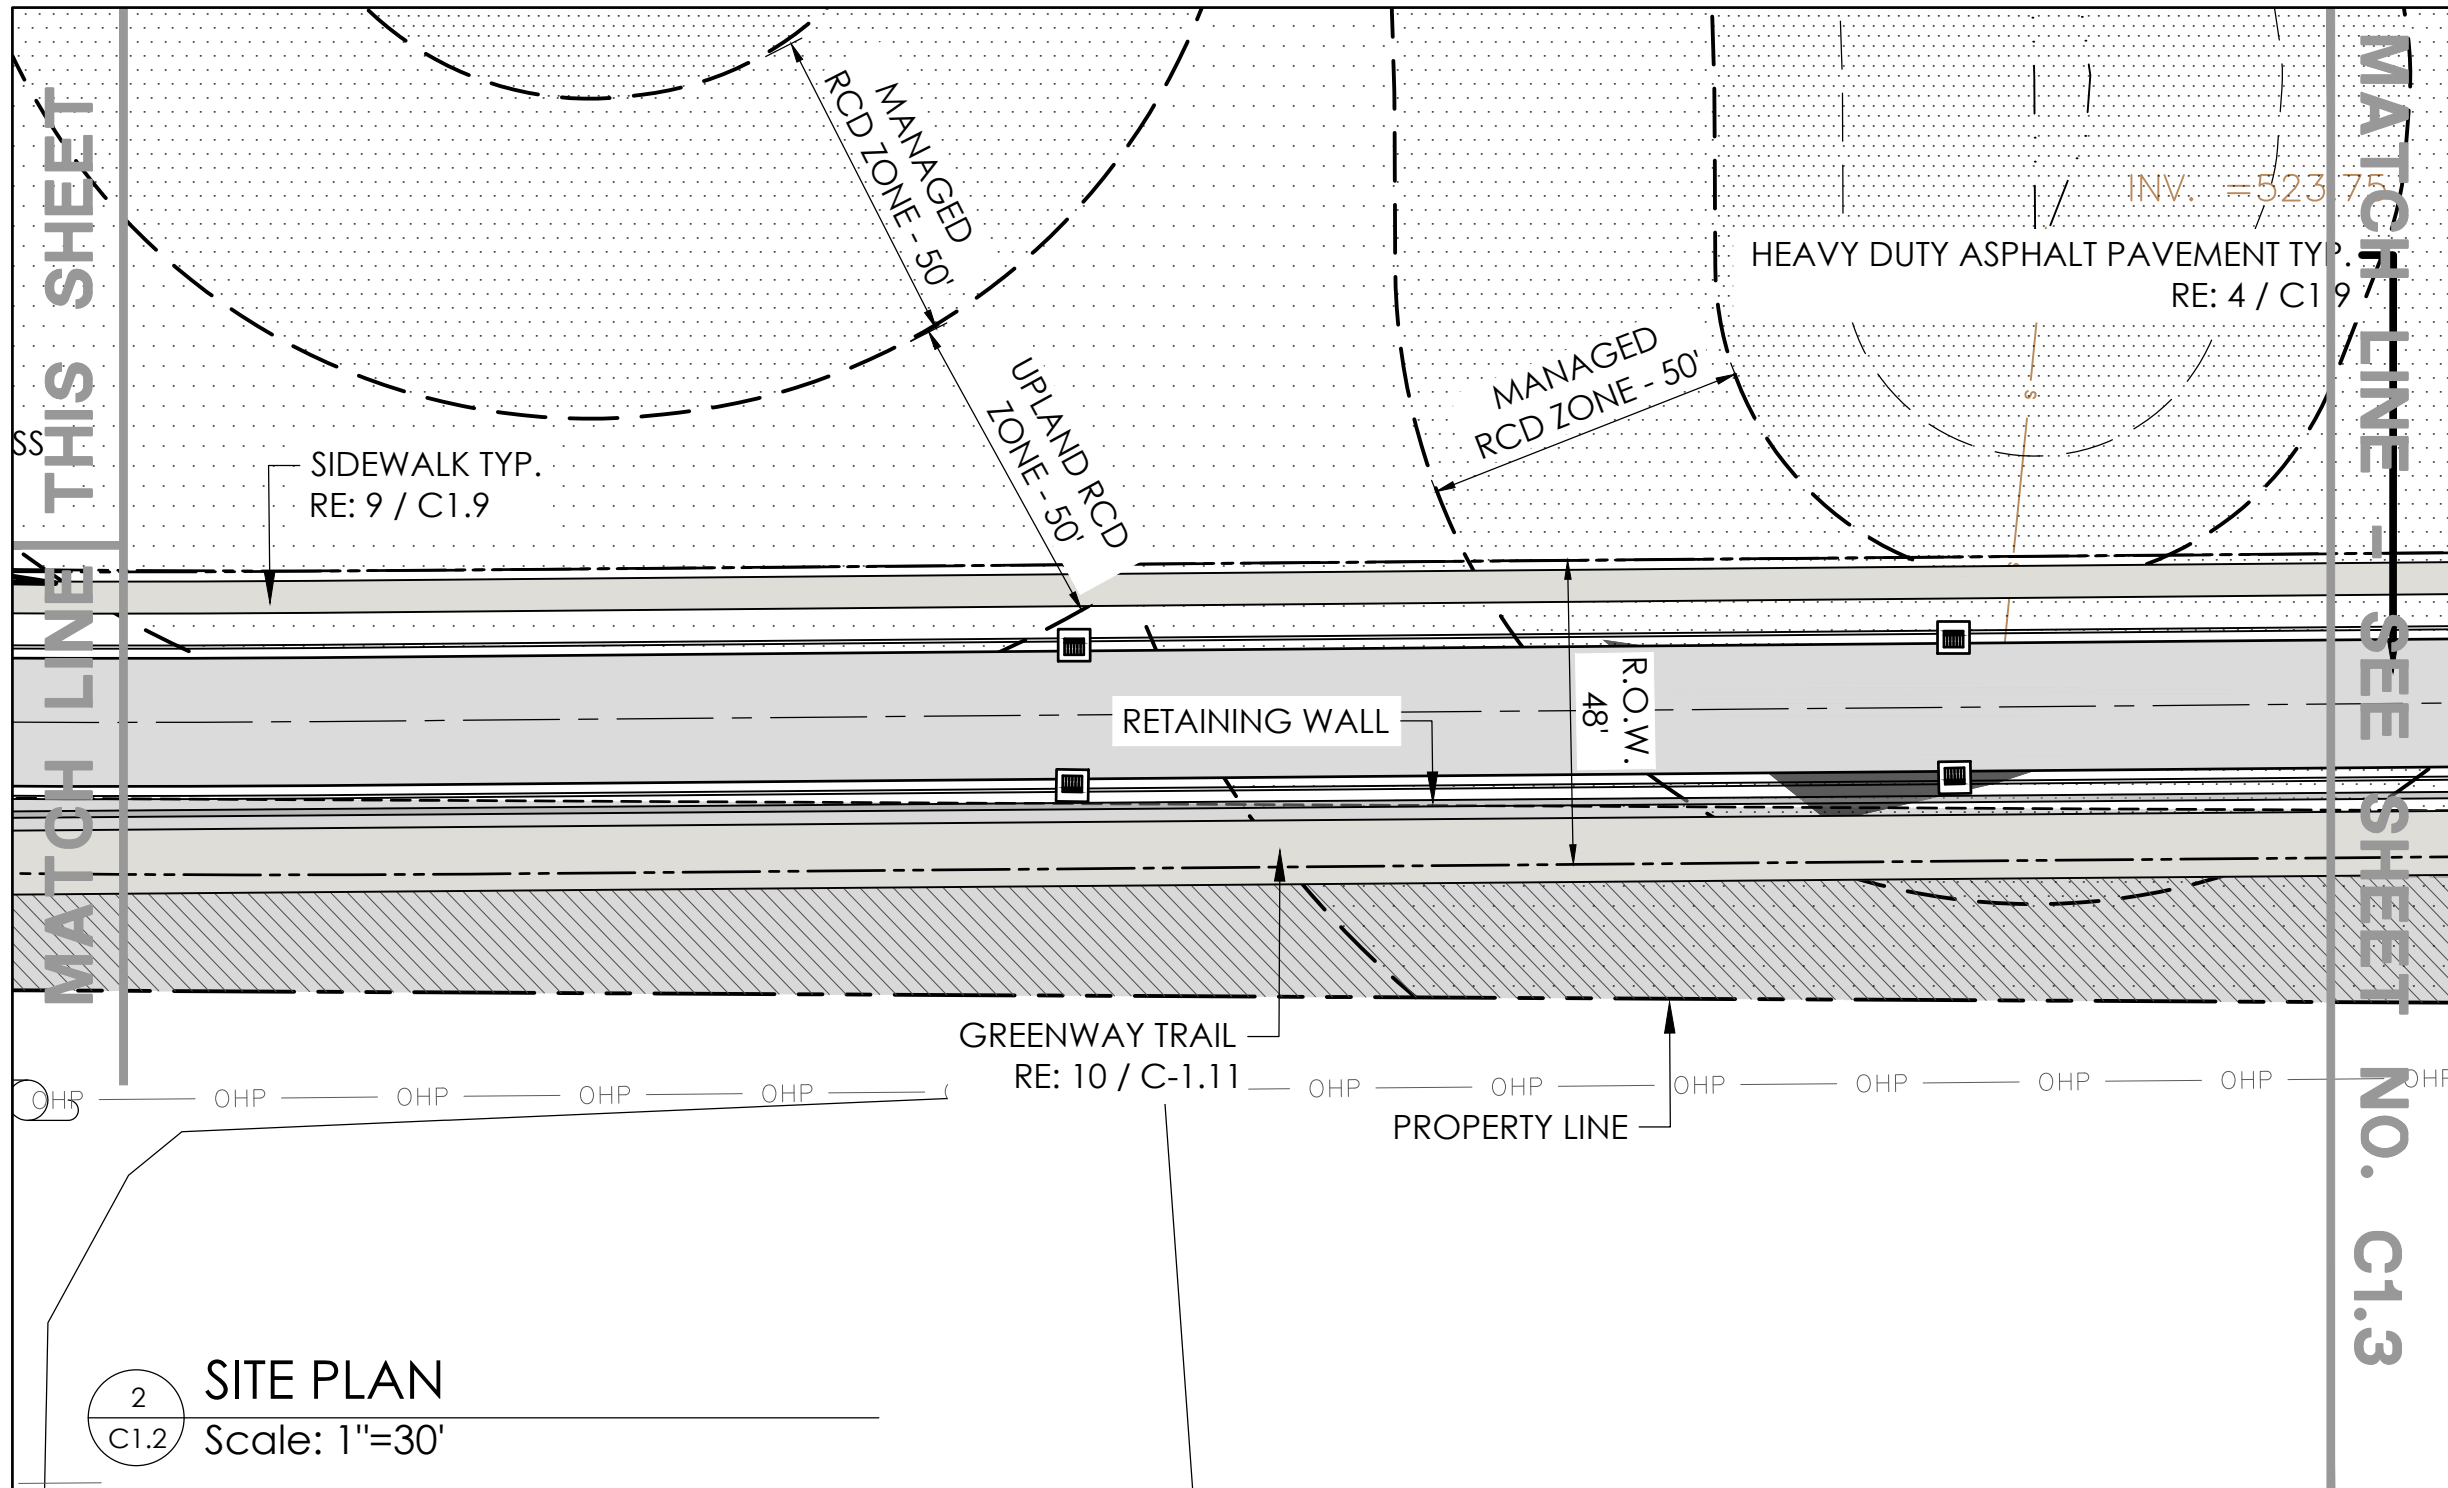 MATCH LINE THIS SHEET
SS
SIDEWALK TYP.
RE: 9 / C1.9
MANAGED
RCD ZONE - 50'
UPLAND RCD
ZONE - 50'
MANAGED
RCD ZONE - 50'
INV. =523.75
HEAVY DUTY ASPHALT PAVEMENT TYP.
RE: 4 / C1.9
S
S
MATCH LINE - SEE SHEET NO. C1.3
RETAINING WALL
R.O.W.
48'
GREENWAY TRAIL
RE: 10 / C-1.11
PROPERTY LINE
OHP OHP OHP OHP OHP OHP OHP OHP OHP OHP OHP OHP
2
C1.2
SITE PLAN
Scale: 1"=30'